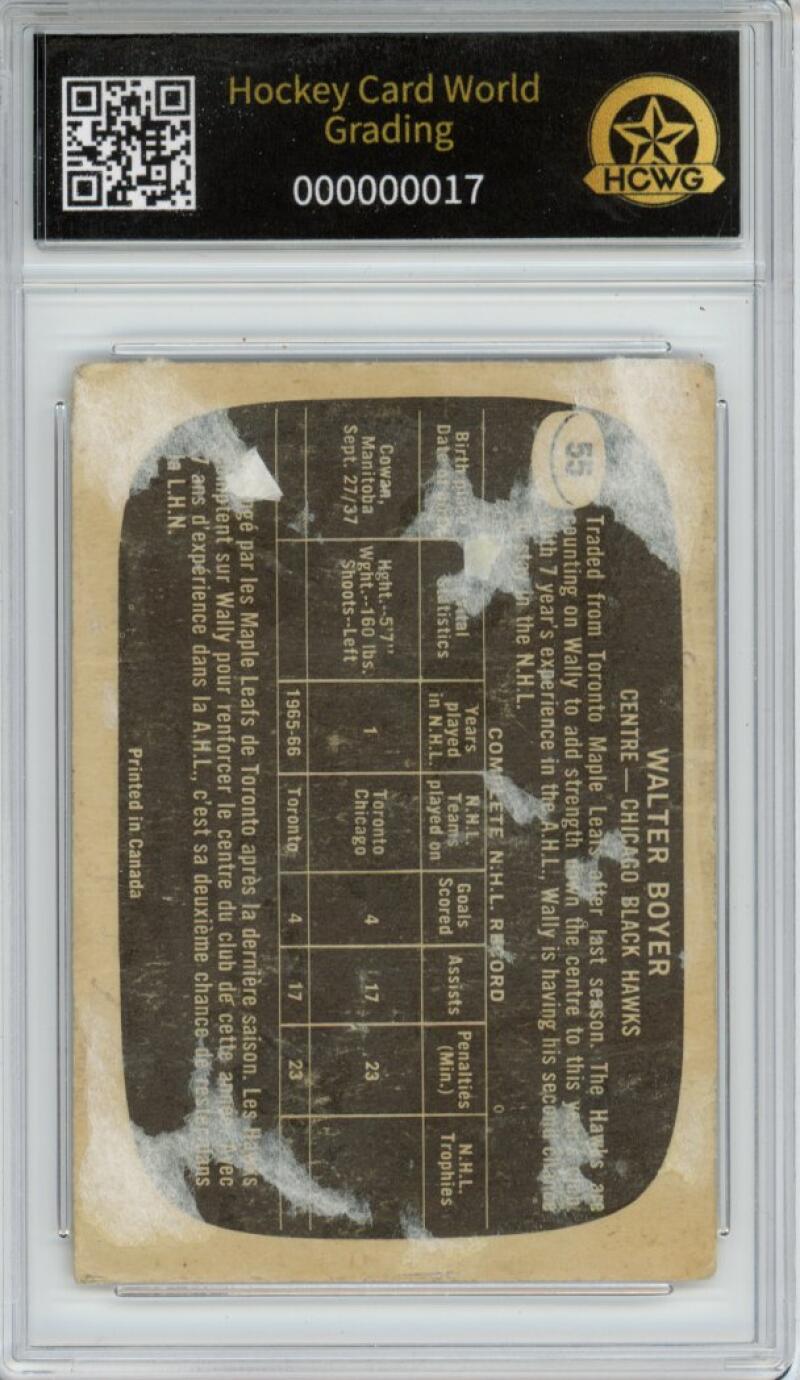 Hockey Card World
Grading
000000017
HCWG
55
WALTER BOYER
CENTRE — CHICAGO BLACK HAWKS
Traded from Toronto Maple Leafs after last season. The Hawks are
counting on Wally to add strength down the centre to this
7 year's experience in the A.H.L., Wally is having his second
in the N.H.L.
COMPLETE N.H.L. RECORD
Years played in N.H.L.
N.H.L. Teams played on
Goals Scored
Assists
Penalties (Min.)
N.H.L. Trophies
Cowan, Manitoba Sept. 27/37
Hght.--5'7" Wght.--160 lbs. Shoots--Left
1
Toronto Chicago
4
17
23
1965-66
Toronto
4
17
23
par les Maple Leafs de Toronto après la dernière saison. Les Hawks
sur Wally pour renforcer le centre du club de cette
7 ans d'expérience dans la A.H.L., c'est sa deuxième chance de rester dans
la L.H.N.
Printed in Canada